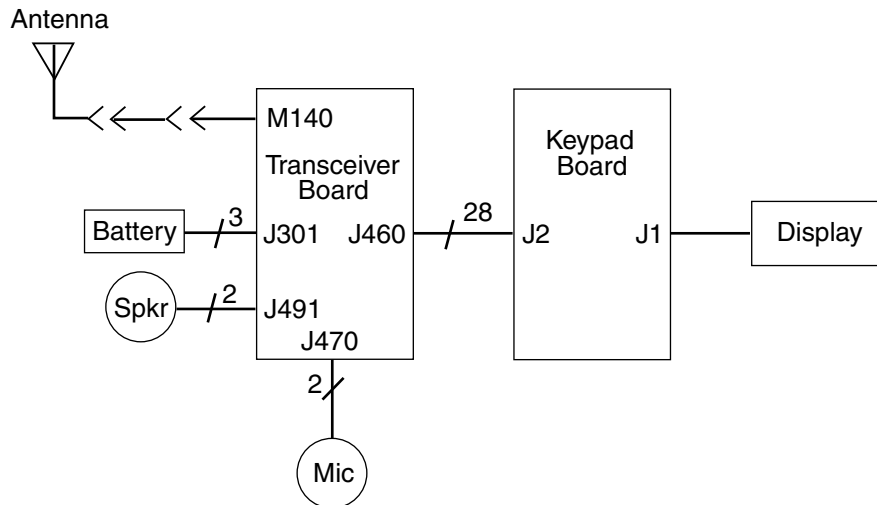 Antenna
M140
Transceiver
Board
Keypad
Board
Battery
3
J301
J460
28
J2
J1
Display
Spkr
2
J491
J470
2
Mic